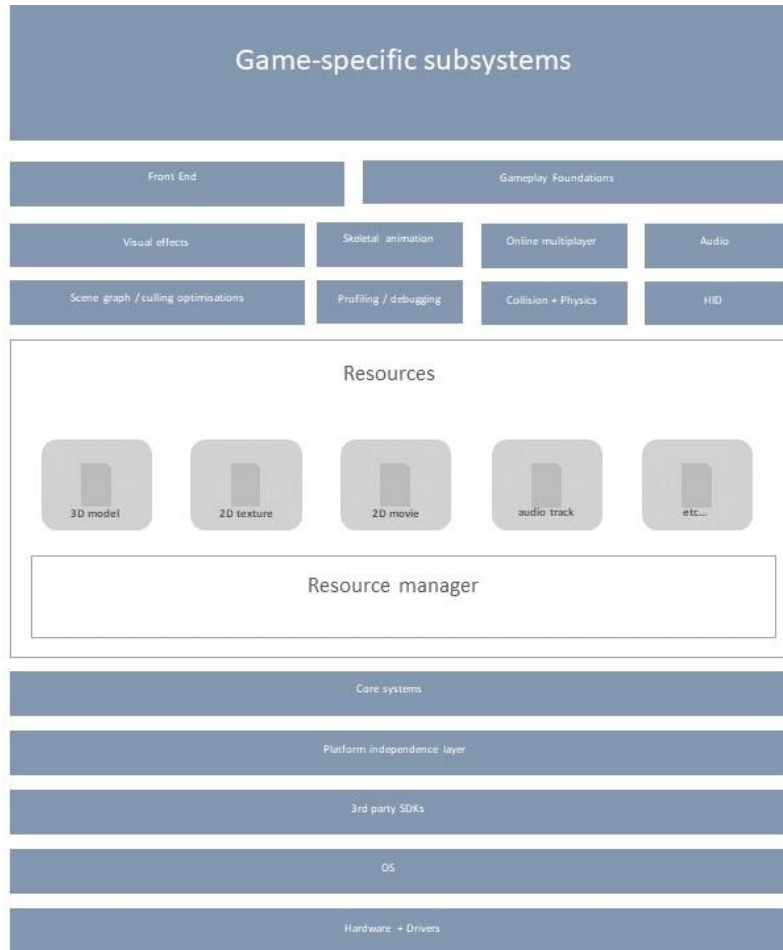 Game-specific subsystems
Front End
Gameplay Foundations
Visual effects
Skeletal animation
Online multiplayer
Audio
Scene graph / culling optimisations
Profiling / debugging
Collision + Physics
HID
Resources
3D model
2D texture
2D movie
audio track
etc...
Resource manager
Core systems
Platform independence layer
3rd party SDKs
OS
Hardware + Drivers